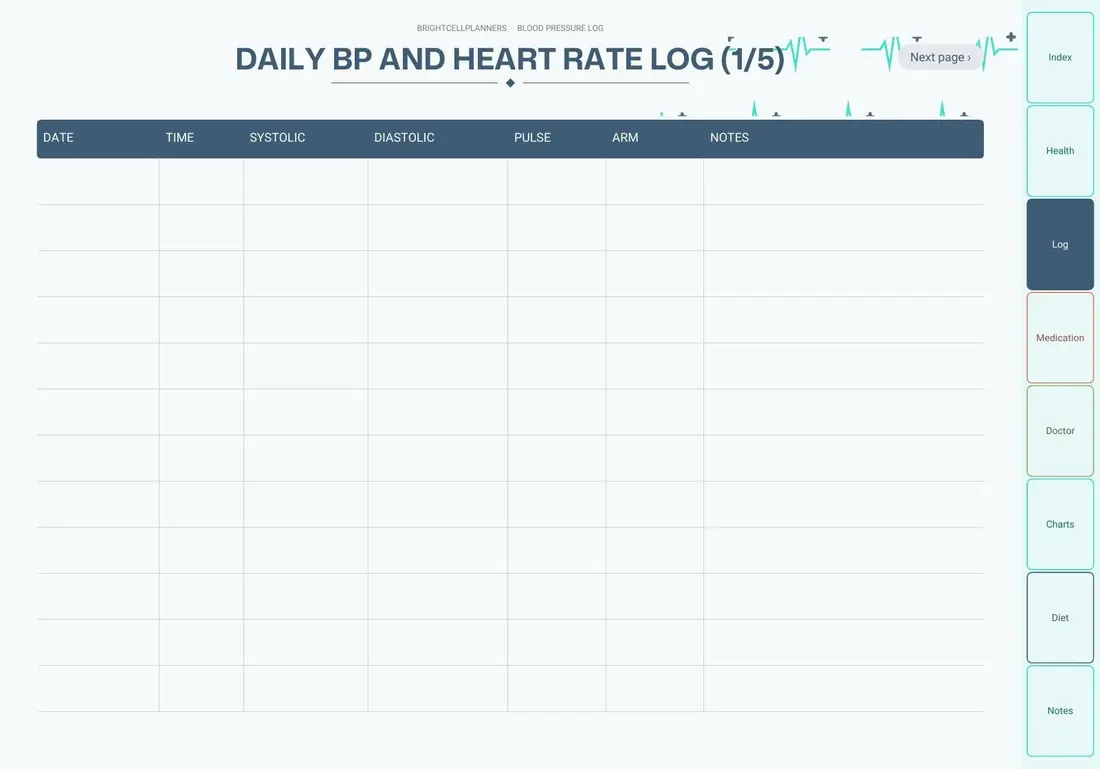 BRIGHTCELLPLANNERS BLOOD PRESSURE LOG
DAILY BP AND HEART RATE LOG (1/5)
Next page ›
DATE TIME SYSTOLIC DIASTOLIC PULSE ARM NOTES
Index
Health
Log
Medication
Doctor
Charts
Diet
Notes